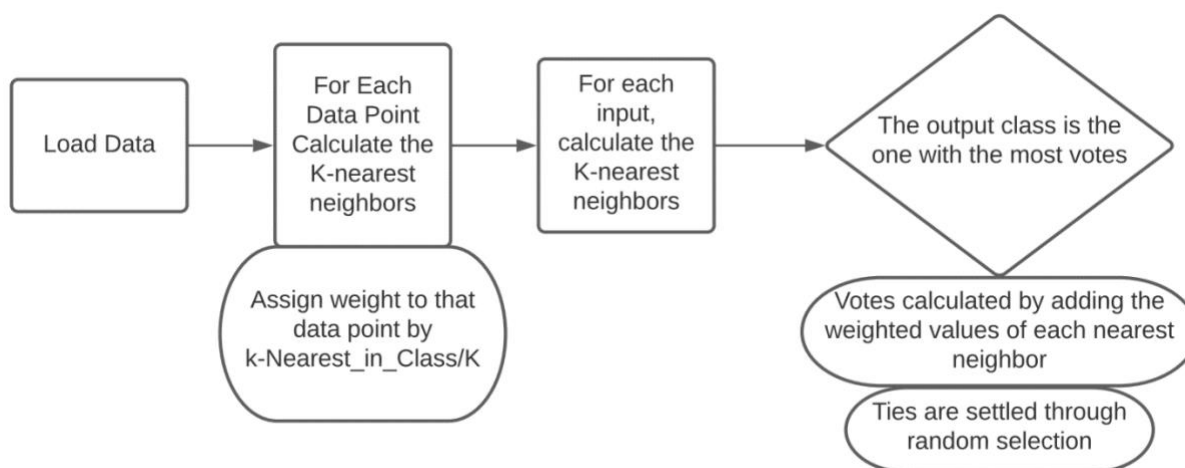 Load Data
For Each
Data Point
Calculate the
K-nearest
neighbors
Assign weight to that
data point by
k-Nearest_in_Class/K
For each
input,
calculate the
K-nearest
neighbors
The output class is the
one with the most votes
Votes calculated by adding the
weighted values of each nearest
neighbor
Ties are settled through
random selection